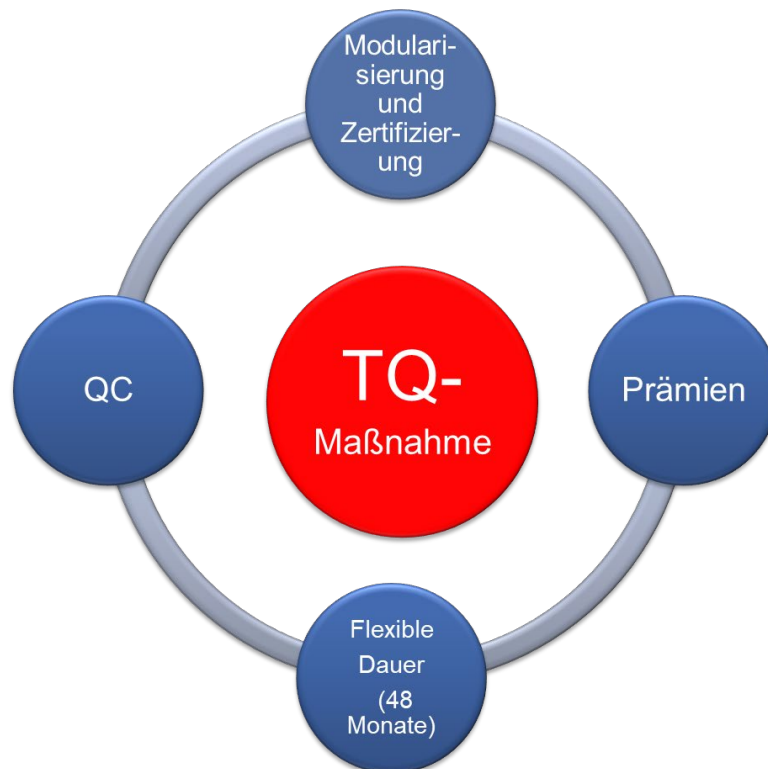 Modulari-
sierung
und
Zertifizier-
ung
QC
TQ-
Maßnahme
Prämien
Flexible
Dauer
(48
Monate)